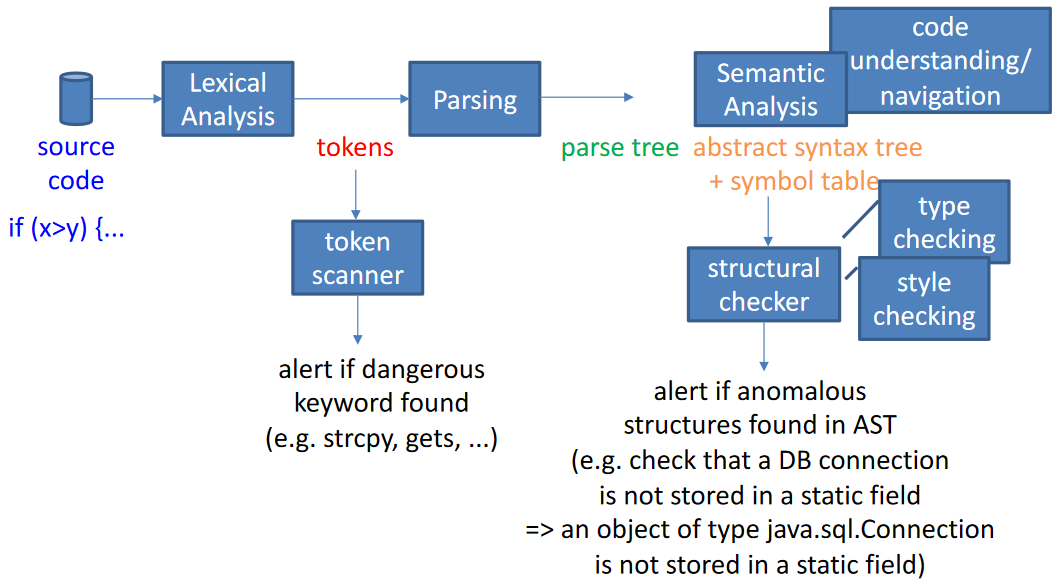 source
code
if (x>y) {...
Lexical
Analysis
tokens
token
scanner
alert if dangerous
keyword found
(e.g. strcpy, gets, ...)
Parsing
parse tree
Semantic
Analysis
code
understanding/
navigation
abstract syntax tree
+ symbol table
structural
checker
type
checking
style
checking
alert if anomalous
structures found in AST
(e.g. check that a DB connection
is not stored in a static field
=> an object of type java.sql.Connection
is not stored in a static field)